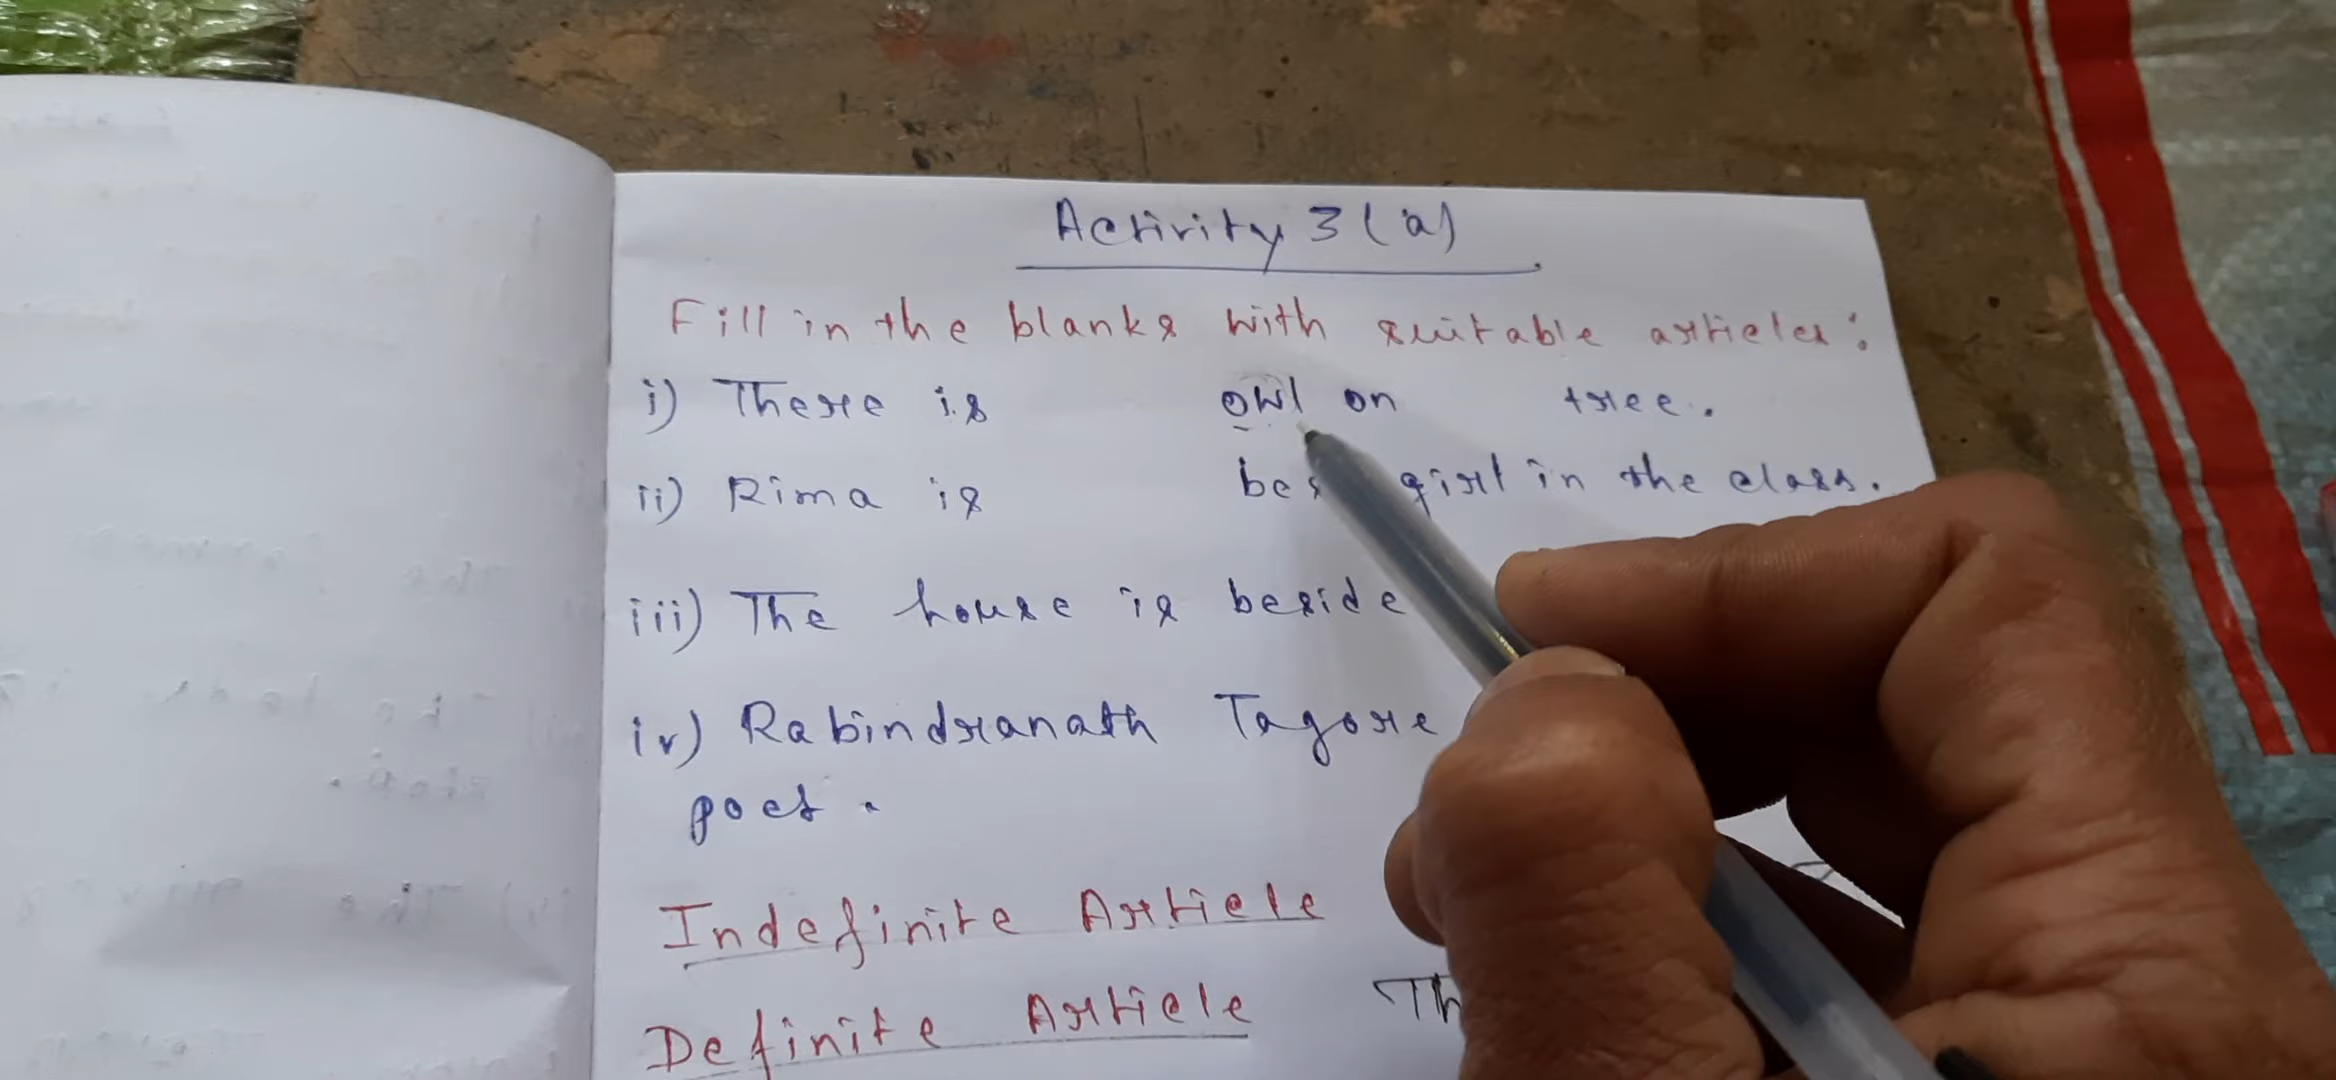 Activity 3 (a)
Fill in the blanks with suitable articles:
i) There is owl on tree.
ii) Rima is girl in the class.
iii) The house is beside
iv) Rabindranath Tagore
poet.
Indefinite Article
Definite Article